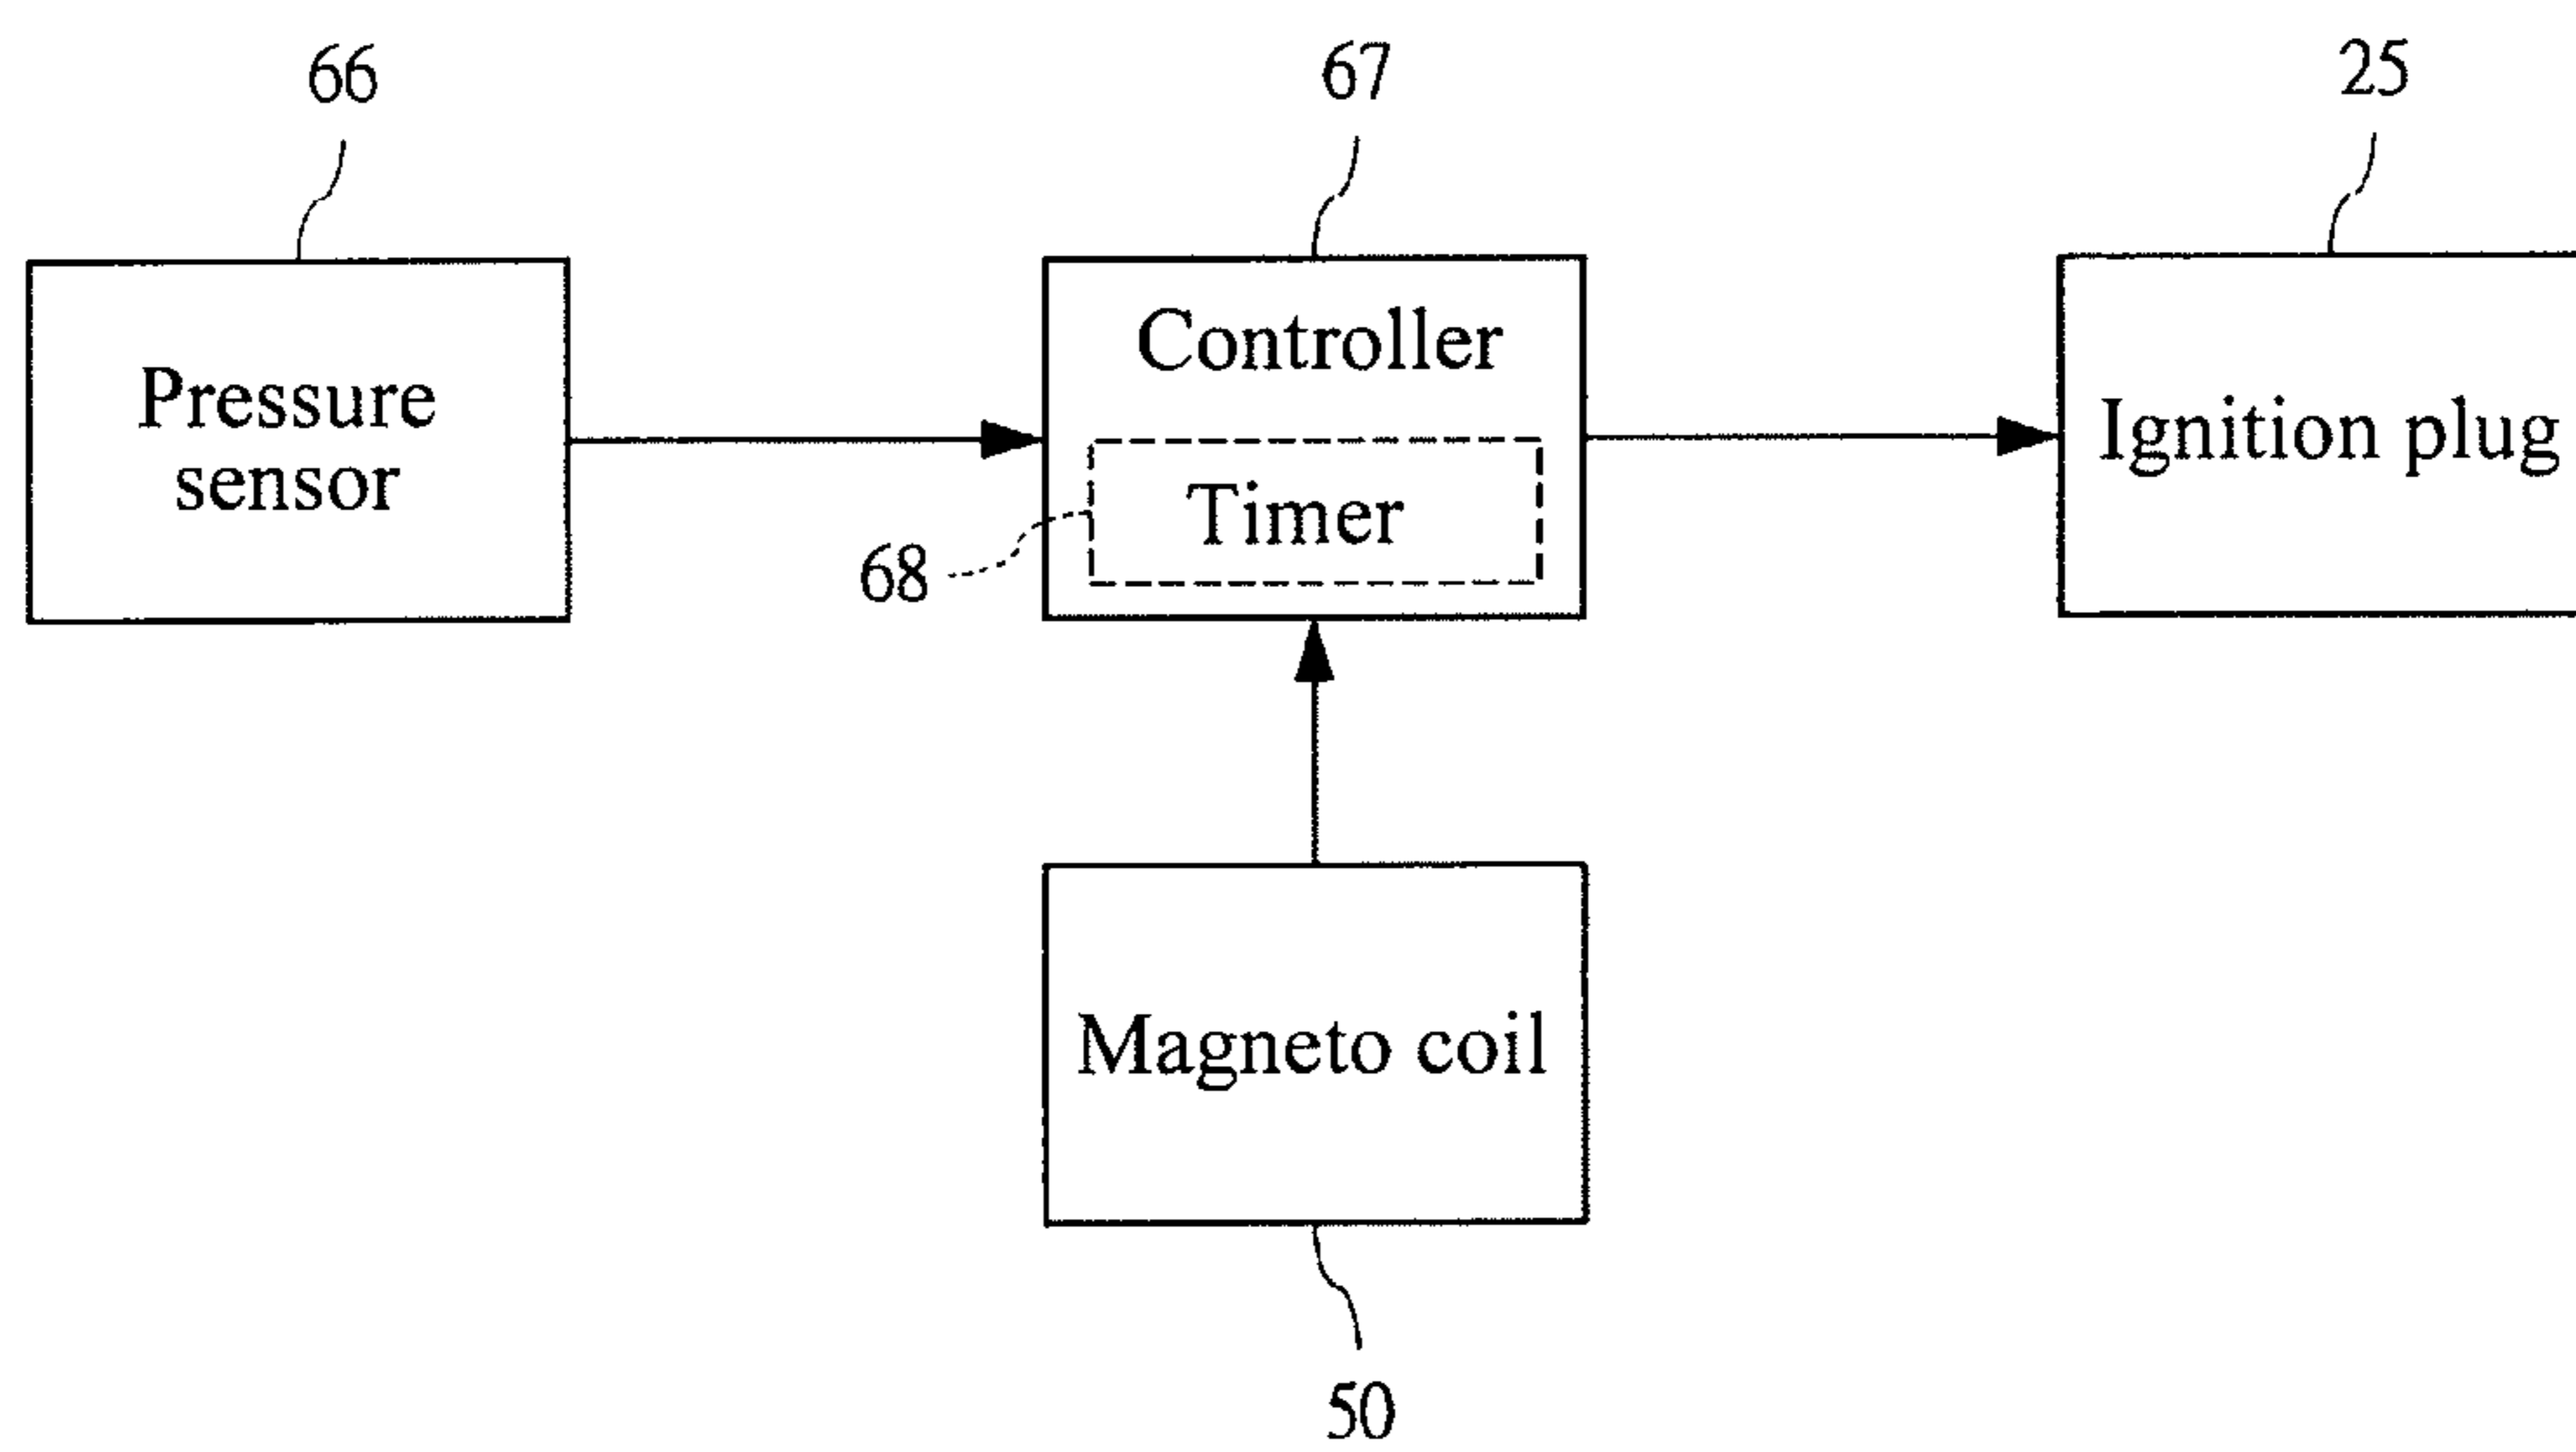 66
67
25
Pressure
sensor
Controller
Timer
68
Ignition plug
Magneto coil
50